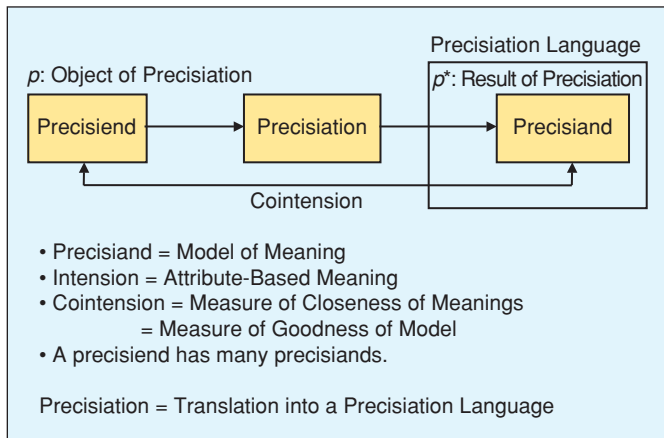 Precisiation Language
p: Object of Precisiation
p*: Result of Precisiation
Precisiend
Precisiation
Precisiand
Cointension
• Precisiand = Model of Meaning
• Intension = Attribute-Based Meaning
• Cointension = Measure of Closeness of Meanings
= Measure of Goodness of Model
• A precisiend has many precisiands.
Precisiation = Translation into a Precisiation Language